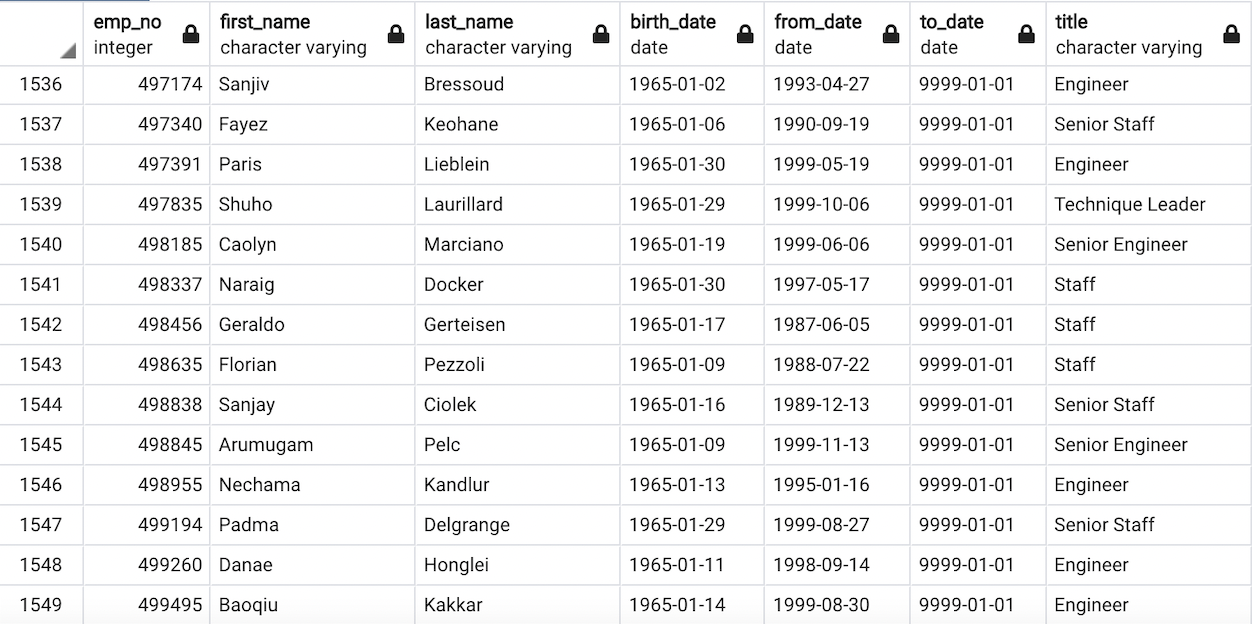 emp_no first_name last_name birth_date from_date to_date title
integer character varying character varying date date date character varying
1536 497174 Sanjiv Bressoud 1965-01-02 1993-04-27 9999-01-01 Engineer
1537 497340 Fayez Keohane 1965-01-06 1990-09-19 9999-01-01 Senior Staff
1538 497391 Paris Lieblein 1965-01-30 1999-05-19 9999-01-01 Engineer
1539 497835 Shuho Laurillard 1965-01-29 1999-10-06 9999-01-01 Technique Leader
1540 498185 Caolyn Marciano 1965-01-19 1999-06-06 9999-01-01 Senior Engineer
1541 498337 Naraig Docker 1965-01-30 1997-05-17 9999-01-01 Staff
1542 498456 Geraldo Gerteisen 1965-01-17 1987-06-05 9999-01-01 Staff
1543 498635 Florian Pezzoli 1965-01-09 1988-07-22 9999-01-01 Staff
1544 498838 Sanjay Ciolek 1965-01-16 1989-12-13 9999-01-01 Senior Staff
1545 498845 Arumugam Pelc 1965-01-09 1999-11-13 9999-01-01 Senior Engineer
1546 498955 Nechama Kandlur 1965-01-13 1995-01-16 9999-01-01 Engineer
1547 499194 Padma Delgrange 1965-01-29 1999-08-27 9999-01-01 Senior Staff
1548 499260 Danae Honglei 1965-01-11 1998-09-14 9999-01-01 Engineer
1549 499495 Baoqiu Kakkar 1965-01-14 1999-08-30 9999-01-01 Engineer